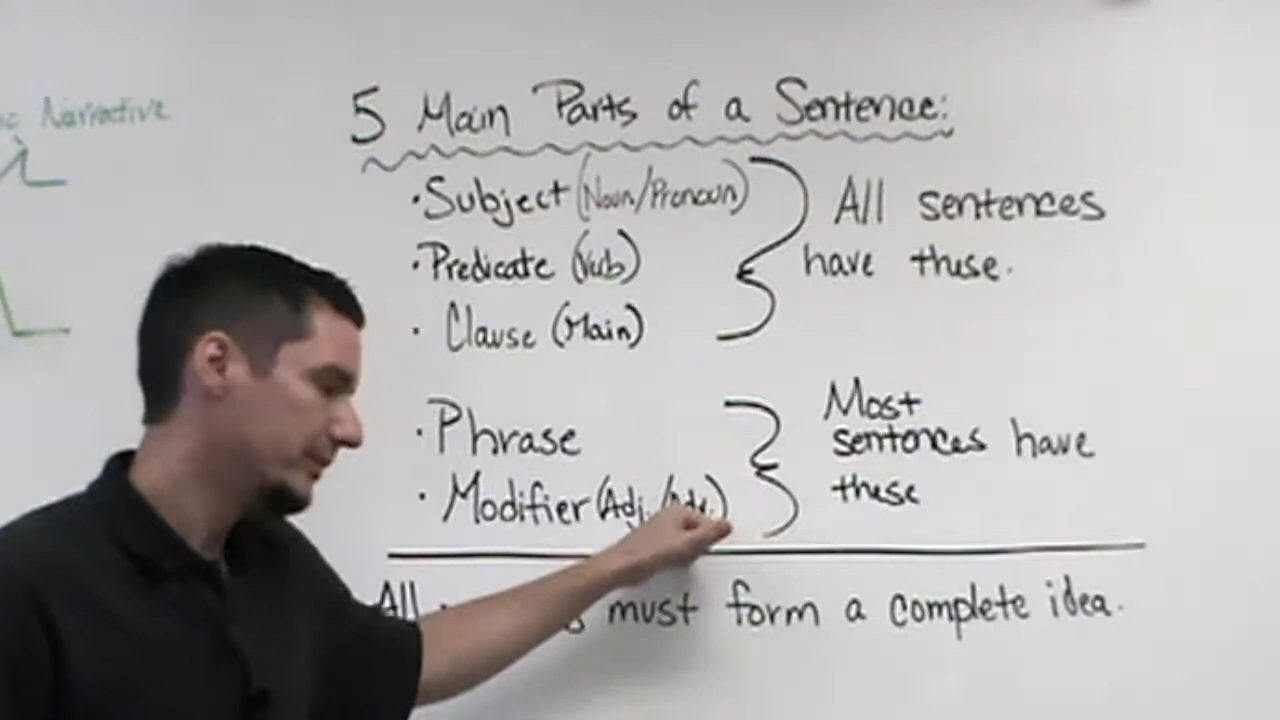 Narrative
5 Main Parts of a Sentence:
• Subject (Noun/Pronoun)
• Predicate (Verb)
• Clause (Main)
All sentences
have these.
• Phrase
• Modifier (Adj./Adv.)
Most
sentences have
these
All must form a complete idea.